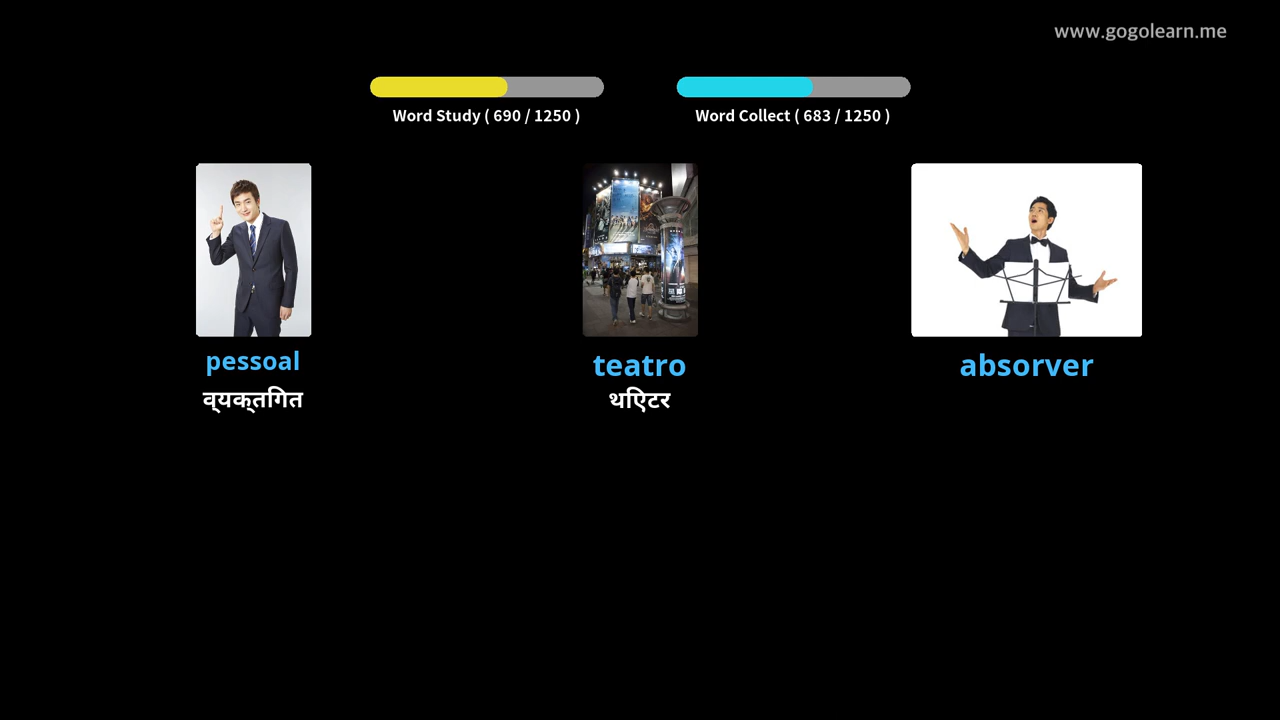 www.gogolearn.me
Word Study ( 690 / 1250 )
Word Collect ( 683 / 1250 )
pessoal
teatro
absorver
व्यक्तिगत
थिएटर